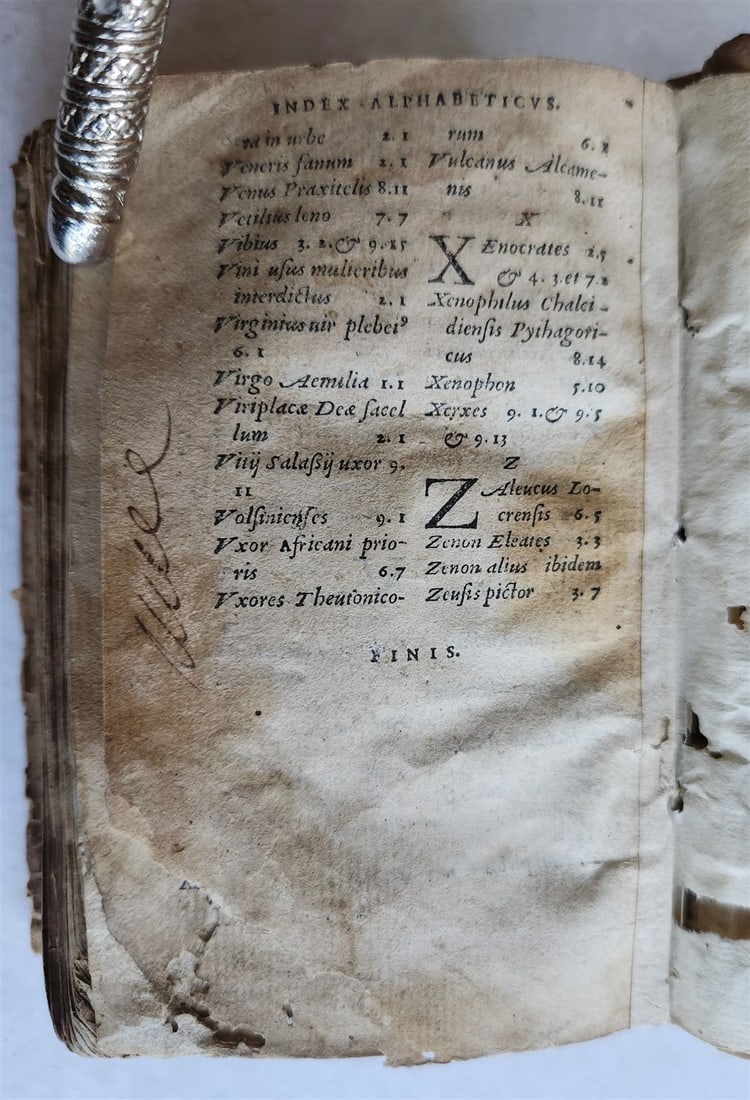 INDEX ALPHABETICVS.
in urbe 2. 1
Veneris fanum 2. 1
Venus Praxitelis 8.11
Vetilius leno 7. 7
Vibius 3. 2. & 9. 15
Vini usus mulieribus
interdictus 2. 1
Virginius uir plebei⁹
6. 1
Virgo Aemilia 1. 1
Viriplacæ Deæ sacel
lum 2. 1
Vitij Salaſſij uxor 9.
11
Volſinienſes 9. 1
Vxor Africani prio-
ris 6.7
Vxores Theutonico-
rum 6. 1
Vulcanus Alcame-
nis 8. 11
X
XEnocrates 2,5
& 4. 3. et 7. 2
Xenophilus Chalci-
dienſis Pythagori-
cus 8.14
Xenophon 5.10
Xerxes 9. 1. & 9. 5
& 9. 13
Z
ZAleucus Lo-
crenſis 6. 5
Zenon Eleates 3. 3
Zenon alius ibidem
Zeuſis pictor 3. 7
FINIS.